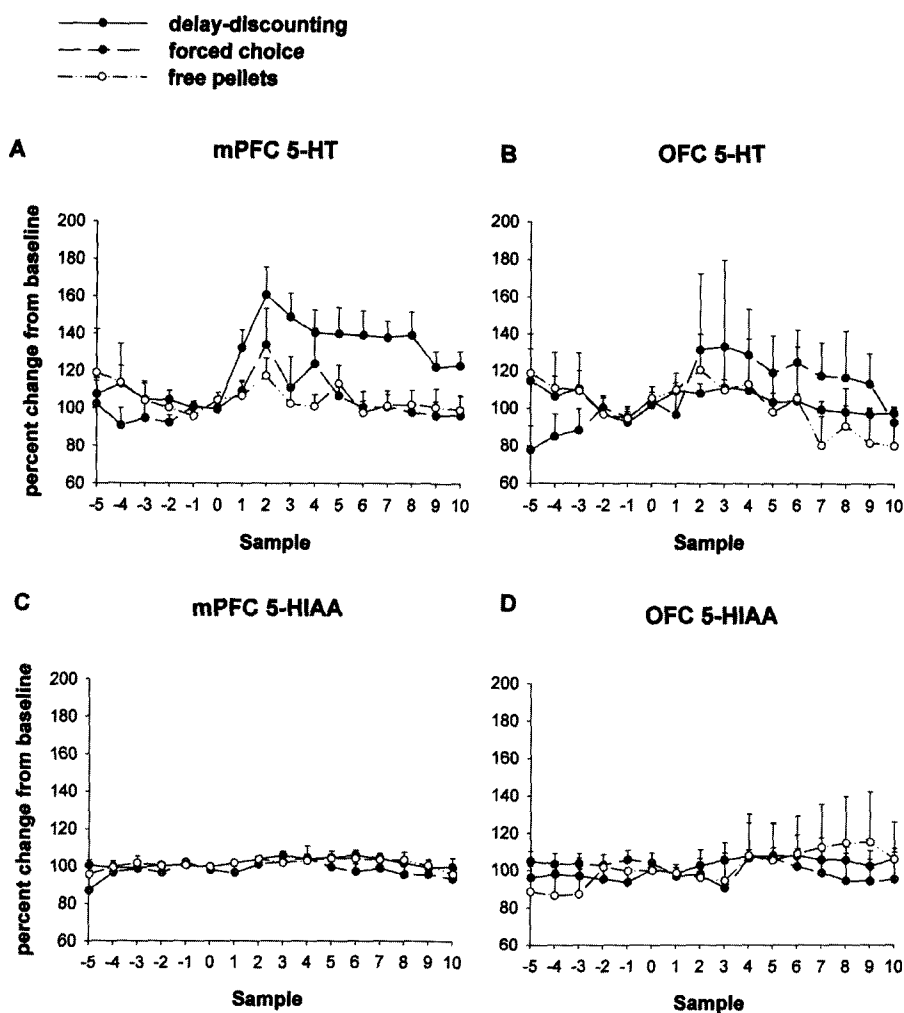 delay-discounting
forced choice
free pellets
A
mPFC 5-HT
percent change from baseline
200
180
160
140
120
100
80
60
-5 -4 -3 -2 -1 0 1 2 3 4 5 6 7 8 9 10
Sample
B
OFC 5-HT
200
180
160
140
120
100
80
60
-5 -4 -3 -2 -1 0 1 2 3 4 5 6 7 8 9 10
Sample
C
mPFC 5-HIAA
percent change from baseline
200
180
160
140
120
100
80
60
-5 -4 -3 -2 -1 0 1 2 3 4 5 6 7 8 9 10
Sample
D
OFC 5-HIAA
200
180
160
140
120
100
80
60
-5 -4 -3 -2 -1 0 1 2 3 4 5 6 7 8 9 10
Sample